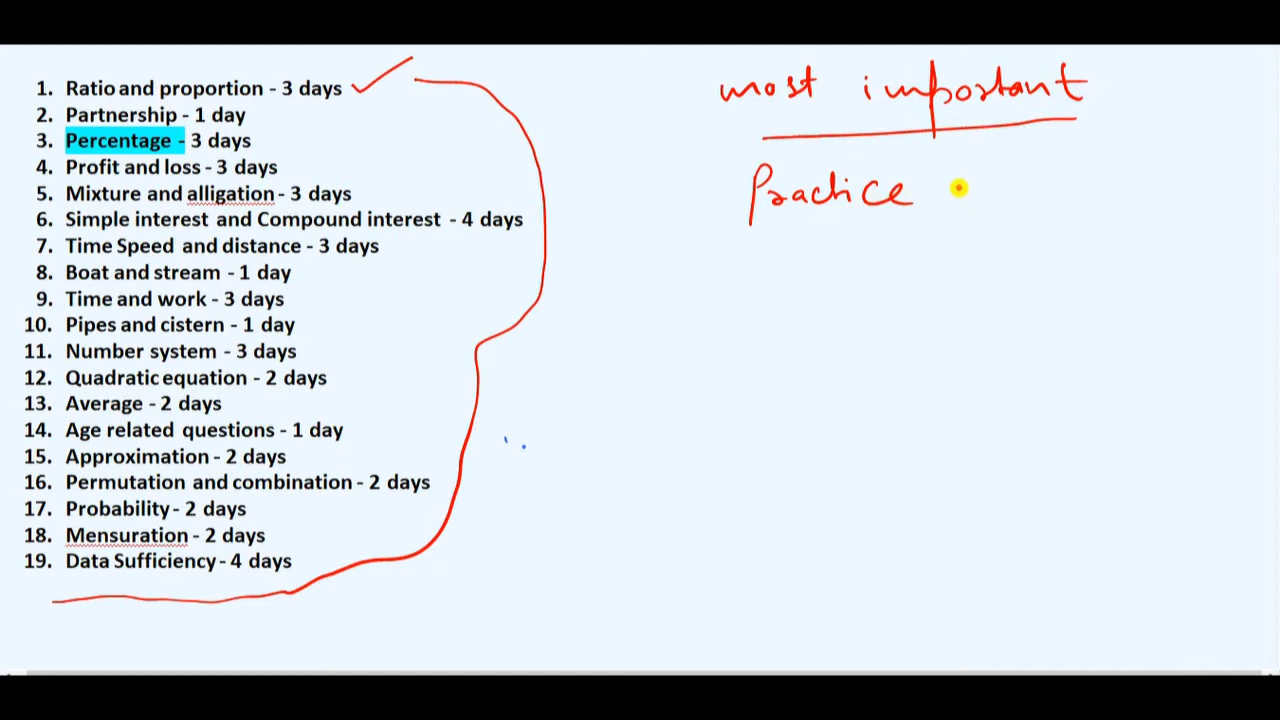 1. Ratio and proportion - 3 days
2. Partnership - 1 day
3. Percentage - 3 days
4. Profit and loss - 3 days
5. Mixture and alligation - 3 days
6. Simple interest and Compound interest - 4 days
7. Time Speed and distance - 3 days
8. Boat and stream - 1 day
9. Time and work - 3 days
10. Pipes and cistern - 1 day
11. Number system - 3 days
12. Quadratic equation - 2 days
13. Average - 2 days
14. Age related questions - 1 day
15. Approximation - 2 days
16. Permutation and combination - 2 days
17. Probability - 2 days
18. Mensuration - 2 days
19. Data Sufficiency - 4 days
most important
Practice